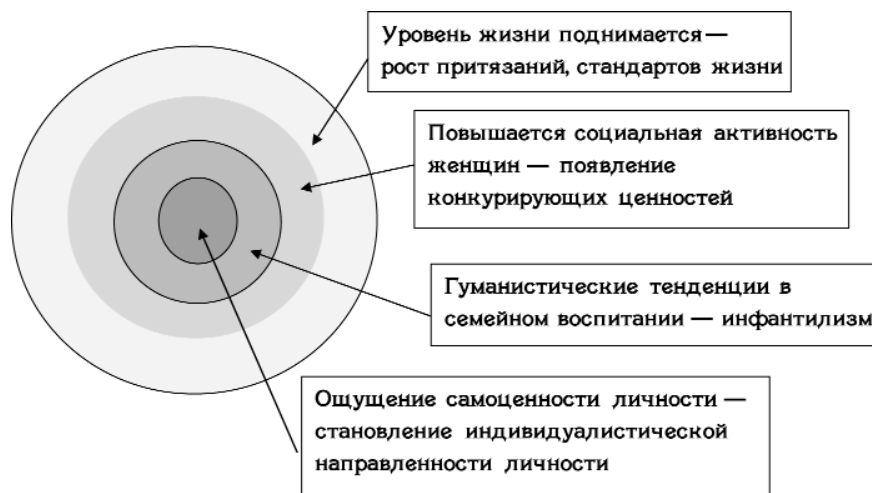 Уровень жизни поднимается —
рост притязаний, стандартов жизни
Повышается социальная активность
женщин — появление
конкурирующих ценностей
Гуманистические тенденции в
семейном воспитании — инфантилизм
Ощущение самоценности личности —
становление индивидуалистической
направленности личности